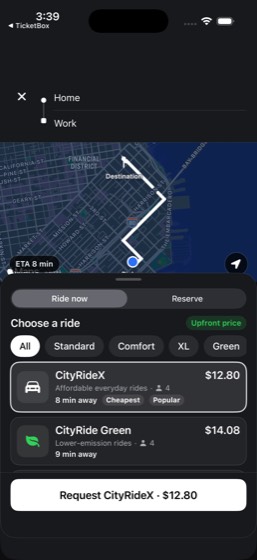 3:39
◀ TicketBox
Home
Work
FINANCIAL
DISTRICT
Destination
ETA 8 min
Ride now
Reserve
Choose a ride
Upfront price
All
Standard
Comfort
XL
Green
CityRideX
$12.80
Affordable everyday rides · 4
8 min away
Cheapest
Popular
CityRide Green
$14.08
Lower-emission rides · 4
9 min away
Request CityRideX · $12.80